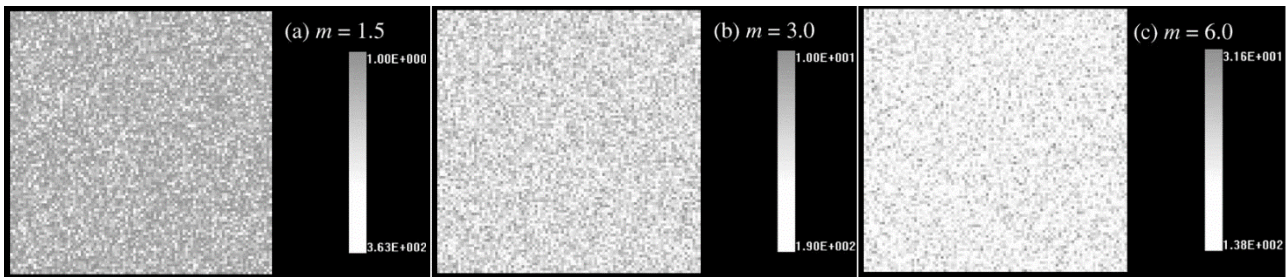 (a) m = 1.5
1.00E+000
3.63E+002
(b) m = 3.0
1.00E+001
1.90E+002
(c) m = 6.0
3.16E+001
1.38E+002